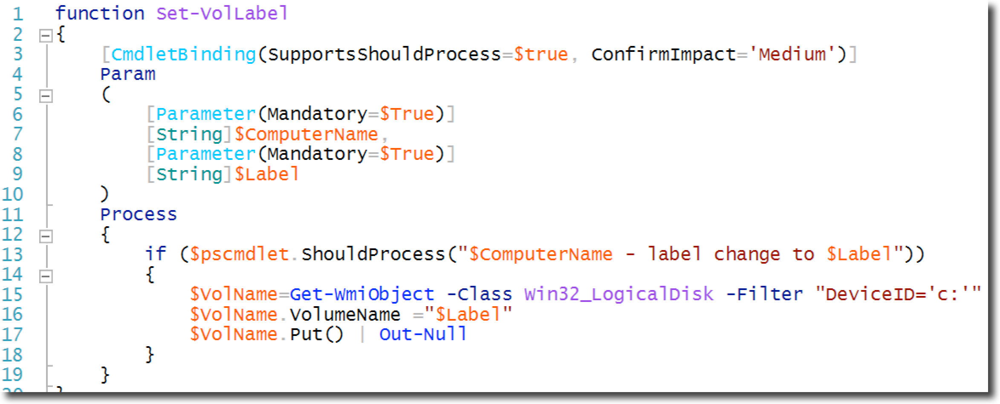 1 function Set-VolLabel
2 {
3 [CmdletBinding(SupportsShouldProcess=$true, ConfirmImpact='Medium')]
4 Param
5 (
6 [Parameter(Mandatory=$True)]
7 [String]$ComputerName,
8 [Parameter(Mandatory=$True)]
9 [String]$Label
10 )
11 Process
12 {
13 if ($pscmdlet.ShouldProcess("$ComputerName - label change to $Label"))
14 {
15 $VolName=Get-WmiObject -Class Win32_LogicalDisk -Filter "DeviceID='c:'"
16 $VolName.VolumeName ="$Label"
17 $VolName.Put() | Out-Null
18 }
19 }
20 }